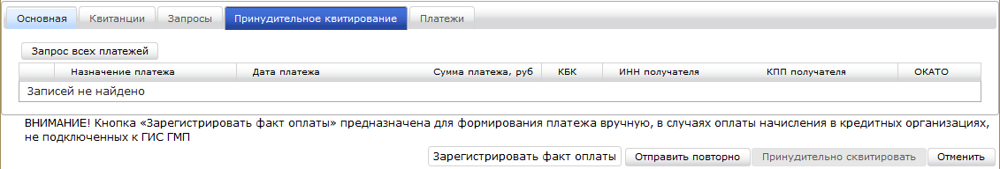 Основная Квитанции Запросы Принудительное квитирование Платежи
Запрос всех платежей
Назначение платежа Дата платежа Сумма платежа, руб КБК ИНН получателя КПП получателя ОКАТО
Записей не найдено
ВНИМАНИЕ! Кнопка «Зарегистрировать факт оплаты» предназначена для формирования платежа вручную, в случаях оплаты начисления в кредитных организациях,
не подключенных к ГИС ГМП
Зарегистрировать факт оплаты Отправить повторно Принудительно сквитировать Отменить